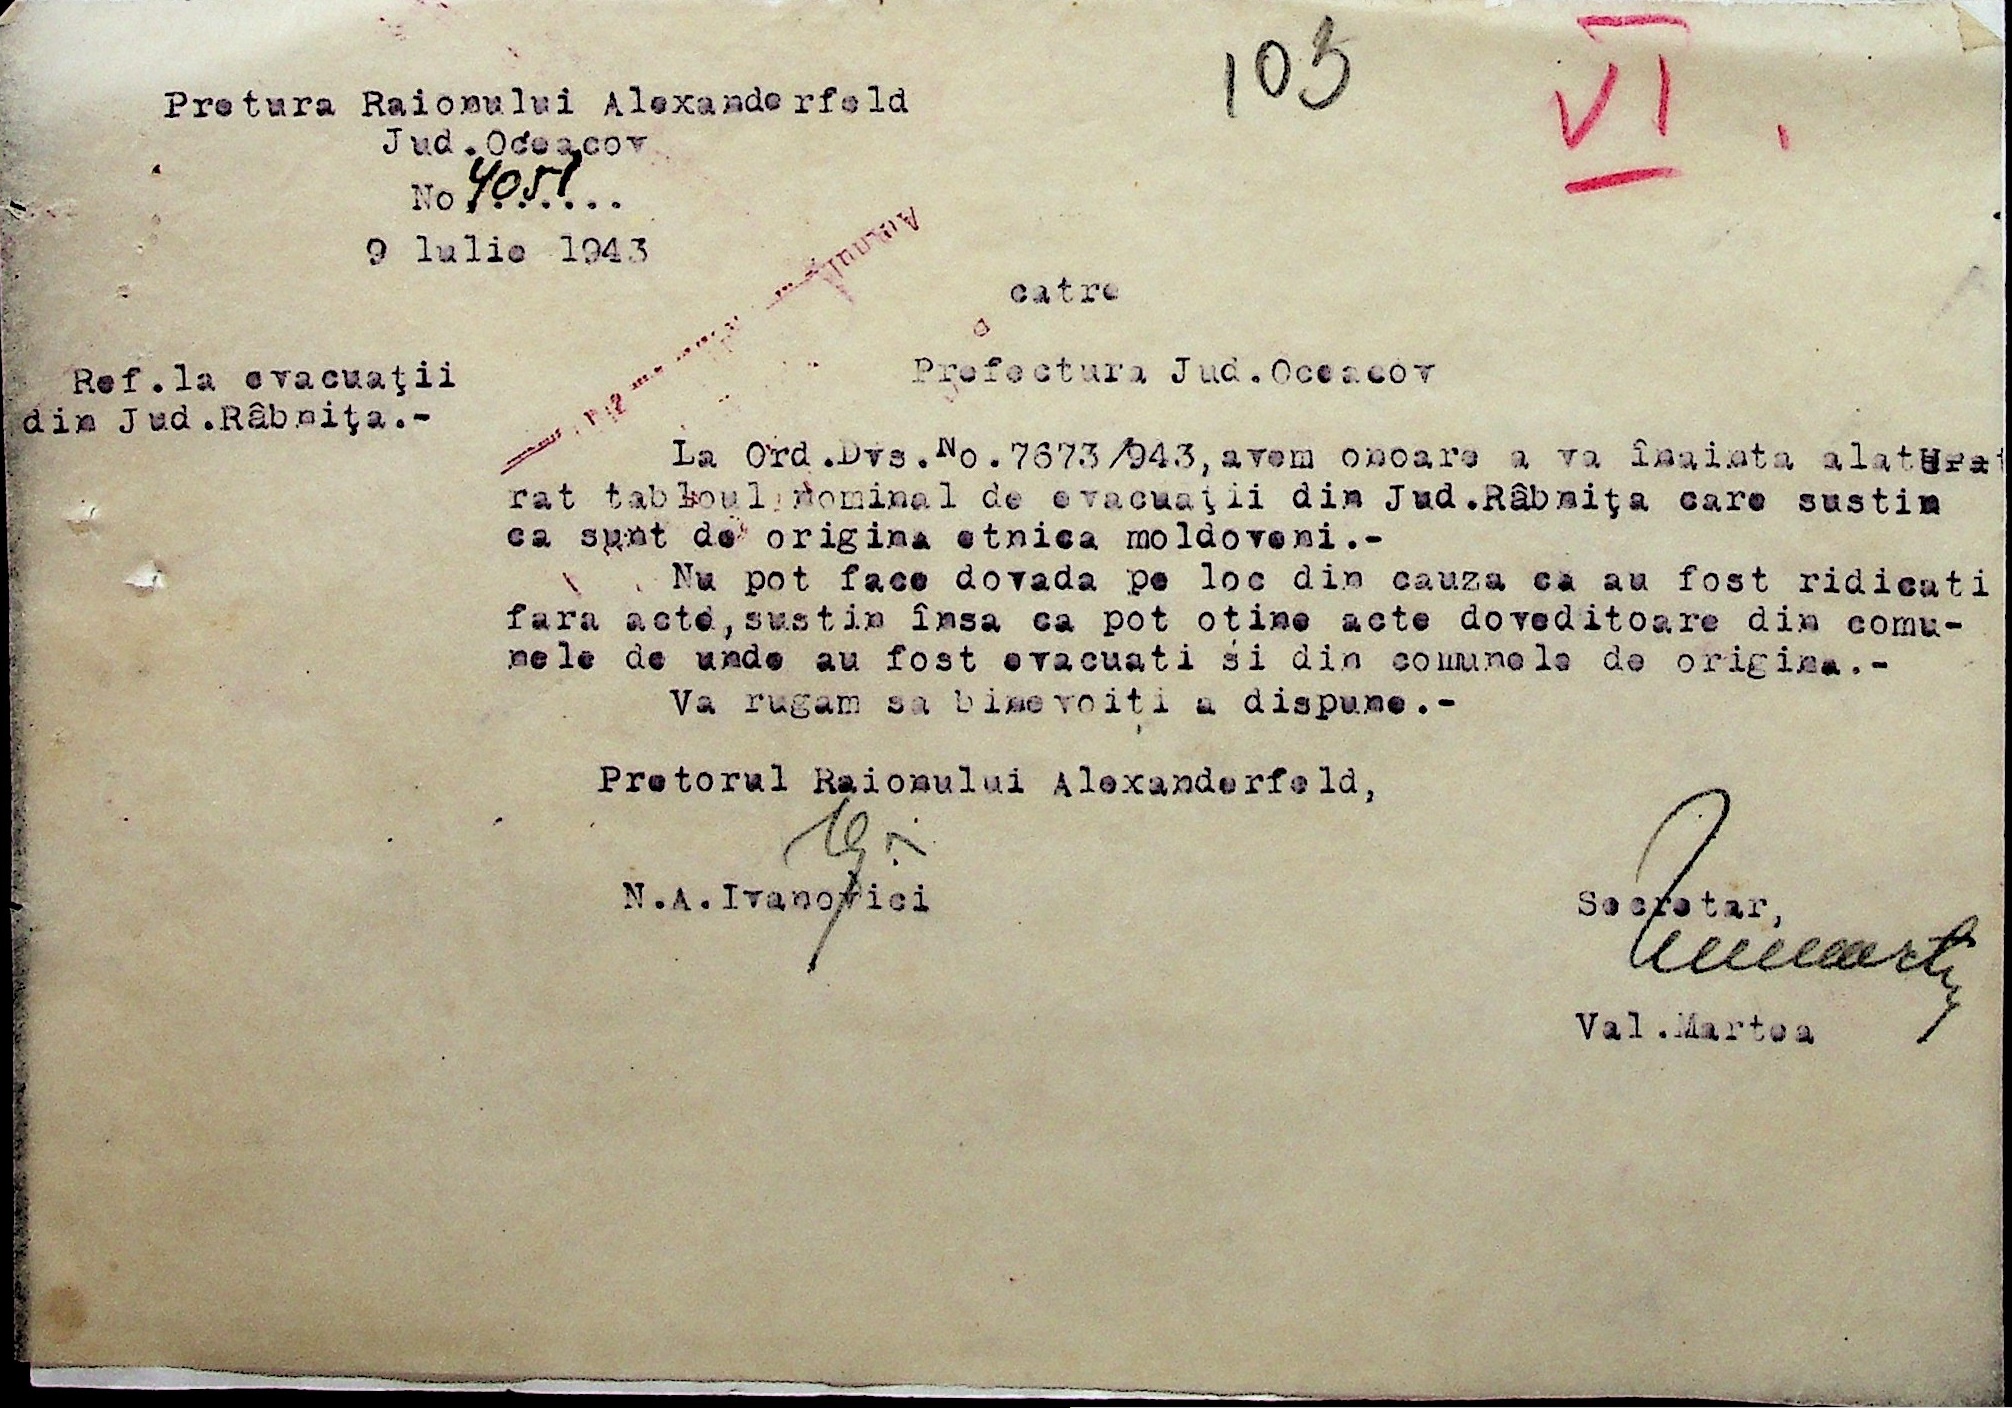 103
VI
Pretura Raionului Alexanderfeld
Jud.Oceacov
No 4051.......
9 lulie 1943
catre
Prefectura Jud.Oceacov
Ref.la evacuaţii
din Jud.Râbniţa.-
La Ord.Dvs.No.7673/943,avem onoare a va înainta alaturat
rat tabloul nominal de evacuaţii din Jud.Râbniţa care sustin
ca sunt de origina etnica moldoveni.-
Nu pot face dovada pe loc din cauza ca au fost ridicati
fara acte,sustin însa ca pot otine acte doveditoare din comu-
nele de unde au fost evacuati si din comunele de origina.-
Va rugam sa binevoiţi a dispune.-
Pretorul Raionului Alexanderfeld,
N.A.Ivanovici
Secretar,
Val.Martea